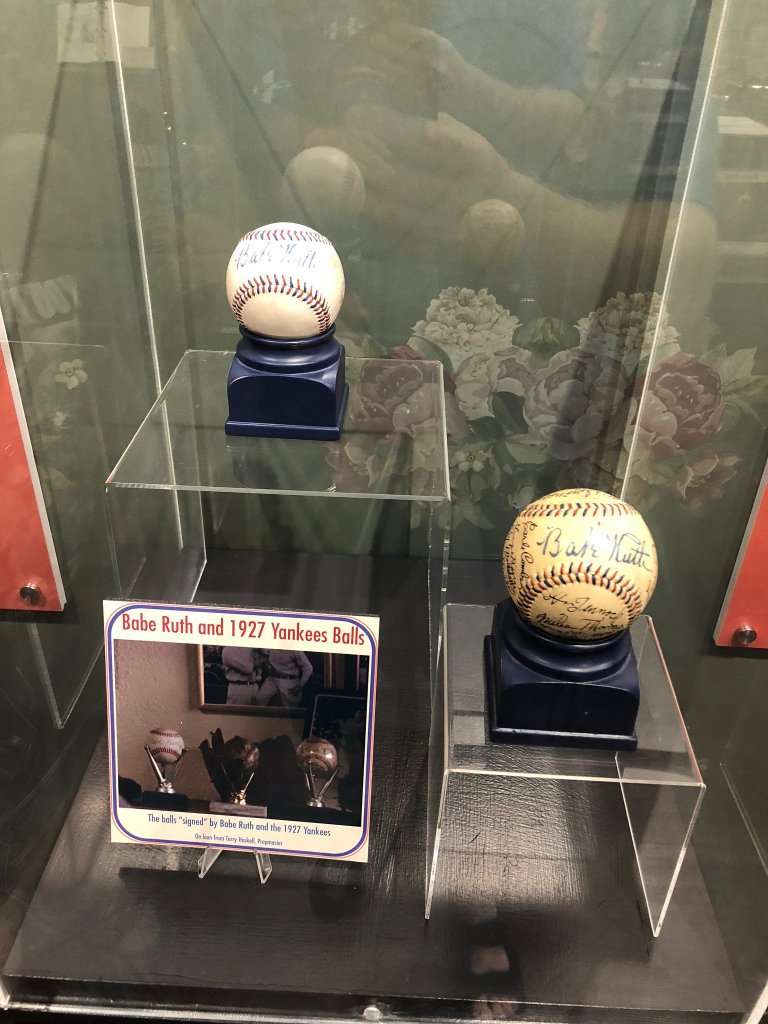 "Babe Ruth"
"Babe Ruth"
Babe Ruth and 1927 Yankees Balls
The balls "signed" by Babe Ruth and the 1927 Yankees
On loan from Terry Haskell, Propmaster